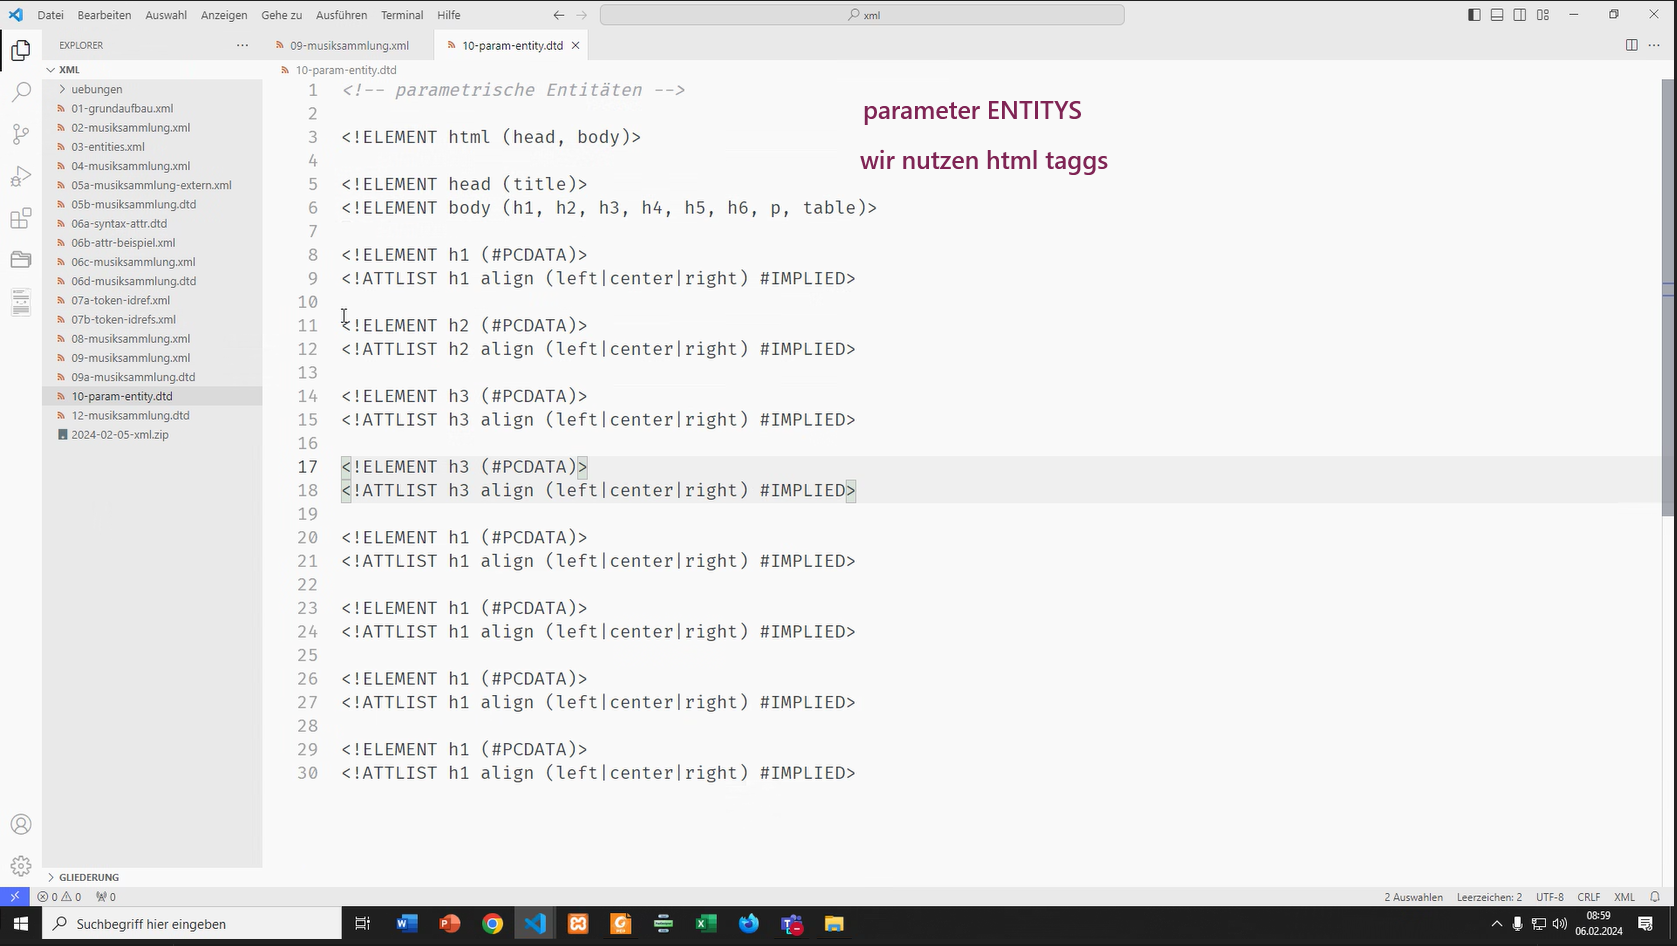 Datei Bearbeiten Auswahl Anzeigen Gehe zu Ausführen Terminal Hilfe
xml
EXPLORER
09-musiksammlung.xml
10-param-entity.dtd
XML
uebungen
01-grundaufbau.xml
02-musiksammlung.xml
03-entities.xml
04-musiksammlung.xml
05a-musiksammlung-extern.xml
05b-musiksammlung.dtd
06a-syntax-attr.dtd
06b-attr-beispiel.xml
06c-musiksammlung.xml
06d-musiksammlung.dtd
07a-token-idref.xml
07b-token-idrefs.xml
08-musiksammlung.xml
09-musiksammlung.xml
09a-musiksammlung.dtd
10-param-entity.dtd
12-musiksammlung.dtd
2024-02-05-xml.zip
GLIEDERUNG
10-param-entity.dtd
1 <!-- parametrische Entitäten -->
2
3 <!ELEMENT html (head, body)>
4
5 <!ELEMENT head (title)>
6 <!ELEMENT body (h1, h2, h3, h4, h5, h6, p, table)>
7
8 <!ELEMENT h1 (#PCDATA)>
9 <!ATTLIST h1 align (left|center|right) #IMPLIED>
10
11 <!ELEMENT h2 (#PCDATA)>
12 <!ATTLIST h2 align (left|center|right) #IMPLIED>
13
14 <!ELEMENT h3 (#PCDATA)>
15 <!ATTLIST h3 align (left|center|right) #IMPLIED>
16
17 <!ELEMENT h3 (#PCDATA)>
18 <!ATTLIST h3 align (left|center|right) #IMPLIED>
19
20 <!ELEMENT h1 (#PCDATA)>
21 <!ATTLIST h1 align (left|center|right) #IMPLIED>
22
23 <!ELEMENT h1 (#PCDATA)>
24 <!ATTLIST h1 align (left|center|right) #IMPLIED>
25
26 <!ELEMENT h1 (#PCDATA)>
27 <!ATTLIST h1 align (left|center|right) #IMPLIED>
28
29 <!ELEMENT h1 (#PCDATA)>
30 <!ATTLIST h1 align (left|center|right) #IMPLIED>
parameter ENTITYS
wir nutzen html taggs
0 0 0
2 Auswahlen Leerzeichen: 2 UTF-8 CRLF XML
Suchbegriff hier eingeben
08:59
06.02.2024